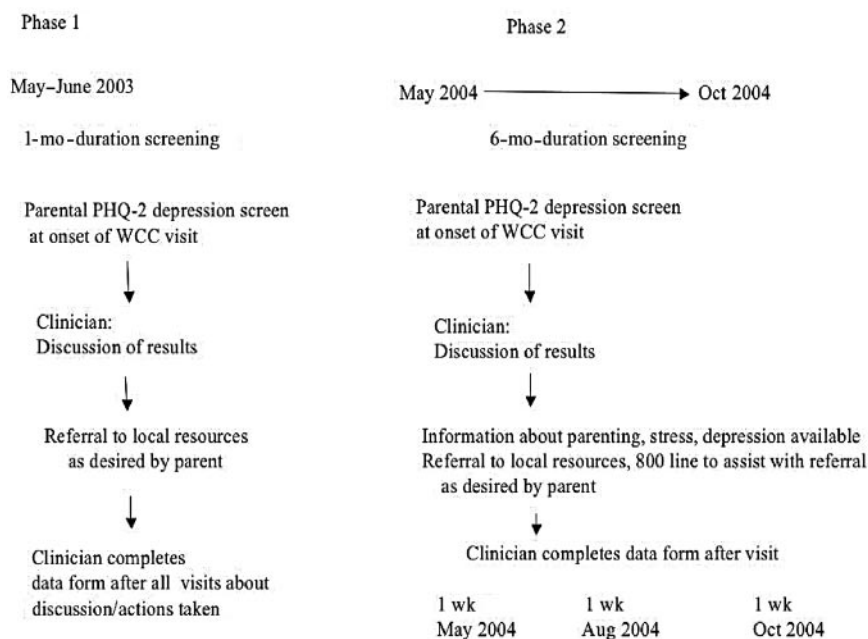 Phase 1
May–June 2003
1-mo-duration screening
Parental PHQ-2 depression screen
at onset of WCC visit
Clinician:
Discussion of results
Referral to local resources
as desired by parent
Clinician completes
data form after all visits about
discussion/actions taken
Phase 2
May 2004 Oct 2004
6-mo-duration screening
Parental PHQ-2 depression screen
at onset of WCC visit
Clinician:
Discussion of results
Information about parenting, stress, depression available
Referral to local resources, 800 line to assist with referral
as desired by parent
Clinician completes data form after visit
1 wk 1 wk 1 wk
May 2004 Aug 2004 Oct 2004